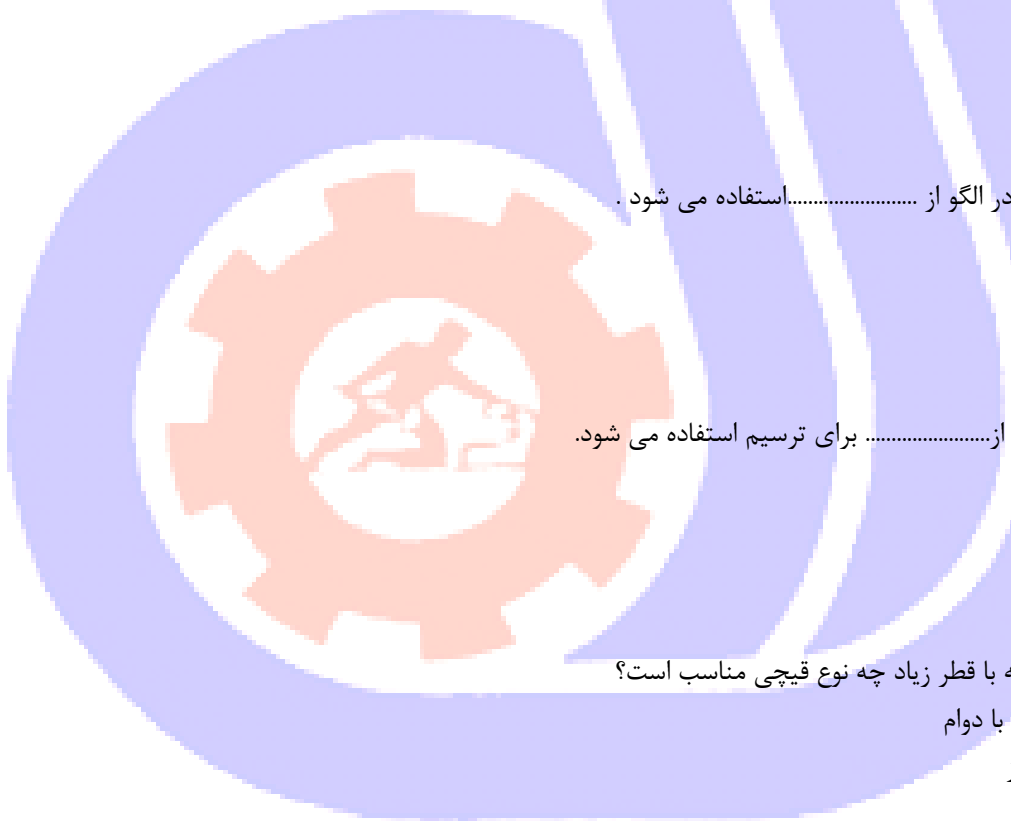 در الگو از ......................... استفاده می شود .
از........................ برای ترسیم استفاده می شود.
با قطر زیاد چه نوع قیچی مناسب است؟
با دوام